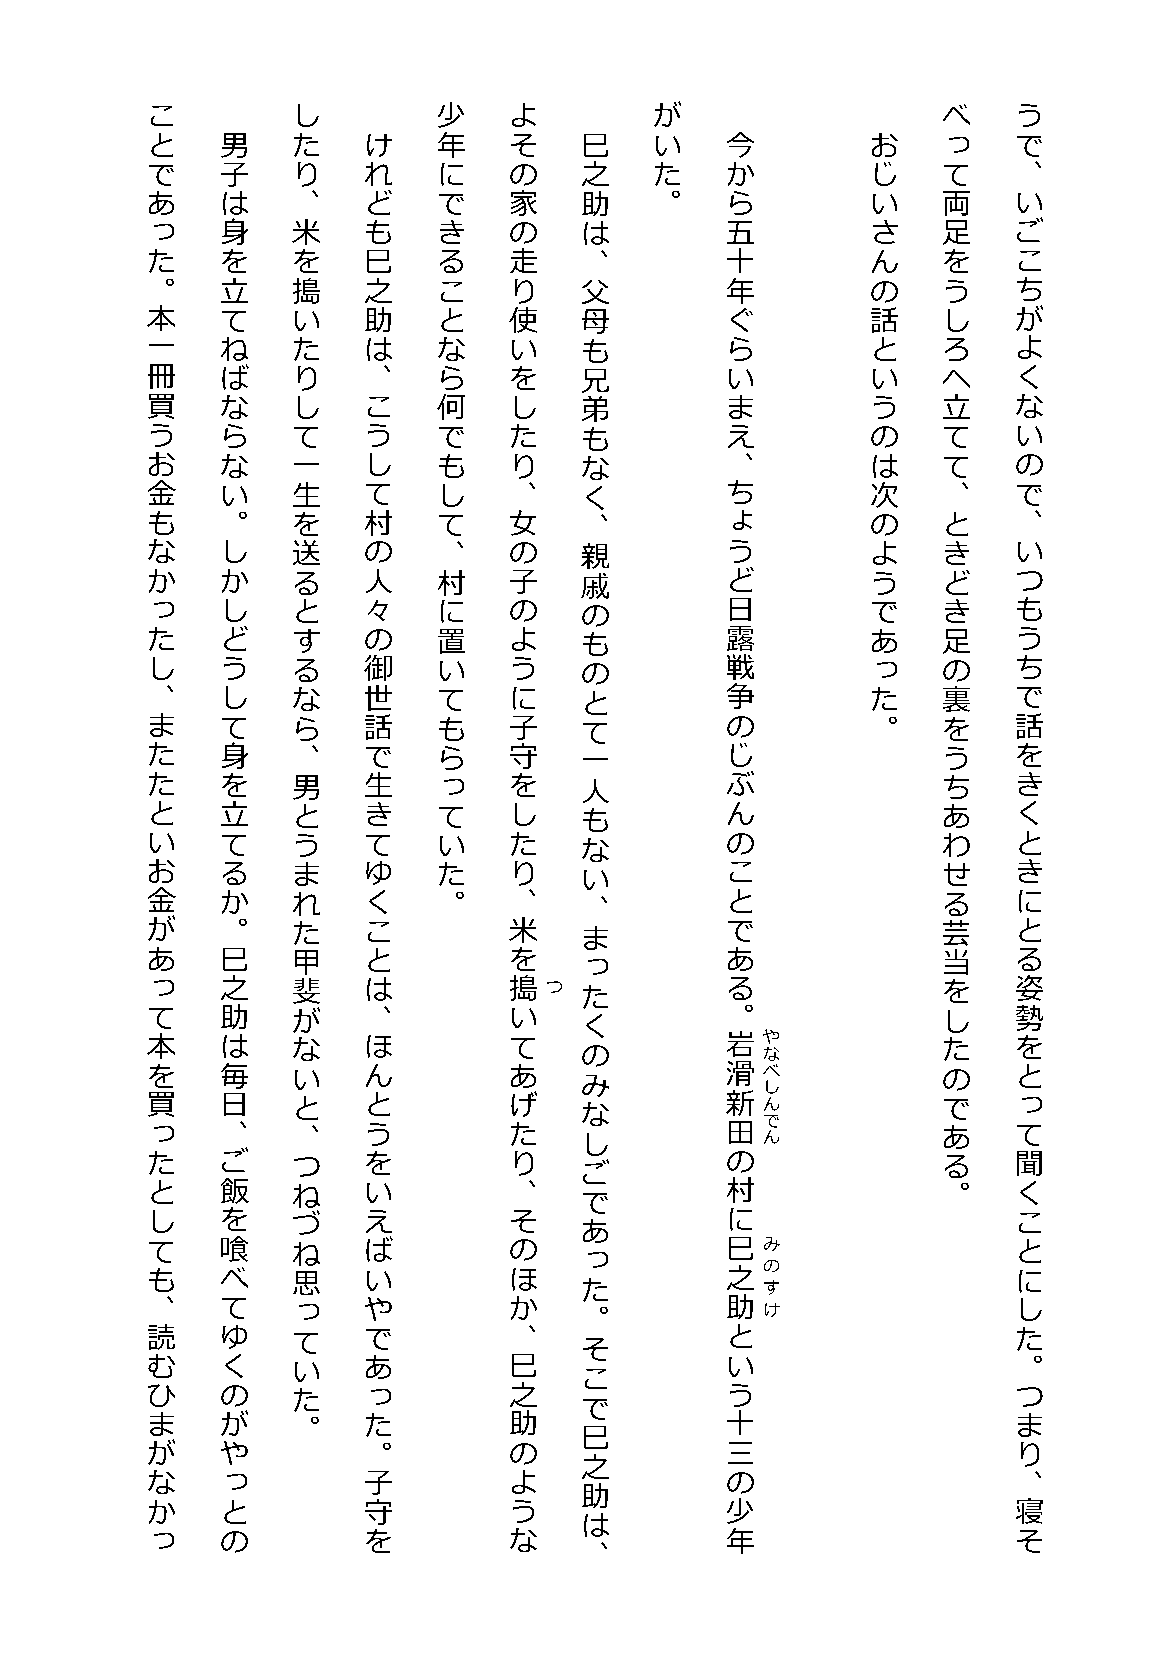 うで、いごこちがよくないので、いつもうちで話をきくときにとる姿勢をとって聞くことにした。つまり、寝そ
べって両足をうしろへ立てて、ときどき足の裏をうちあわせる芸当をしたのである。
おじいさんの話というのは次のようであった。
今から五十年ぐらいまえ、ちょうど日露戦争のじぶんのことである。岩滑新田の村に巳之助という十三の少年
やなべしんでん
みのすけ
がいた。
巳之助は、父母も兄弟もなく、親戚のものとて一人もない、まったくのみなしごであった。そこで巳之助は、
よその家の走り使いをしたり、女の子のように子守をしたり、米を搗いてあげたり、そのほか、巳之助のような
つ
少年にできることなら何でもして、村に置いてもらっていた。
けれども巳之助は、こうして村の人々の御世話で生きてゆくことは、ほんとうをいえばいやであった。子守を
したり、米を搗いたりして一生を送るとするなら、男とうまれた甲斐がないと、つねづね思っていた。
男子は身を立てねばならない。しかしどうして身を立てるか。巳之助は毎日、ご飯を喰べてゆくのがやっとの
ことであった。本一冊買うお金もなかったし、またたといお金があって本を買ったとしても、読むひまがなかっ